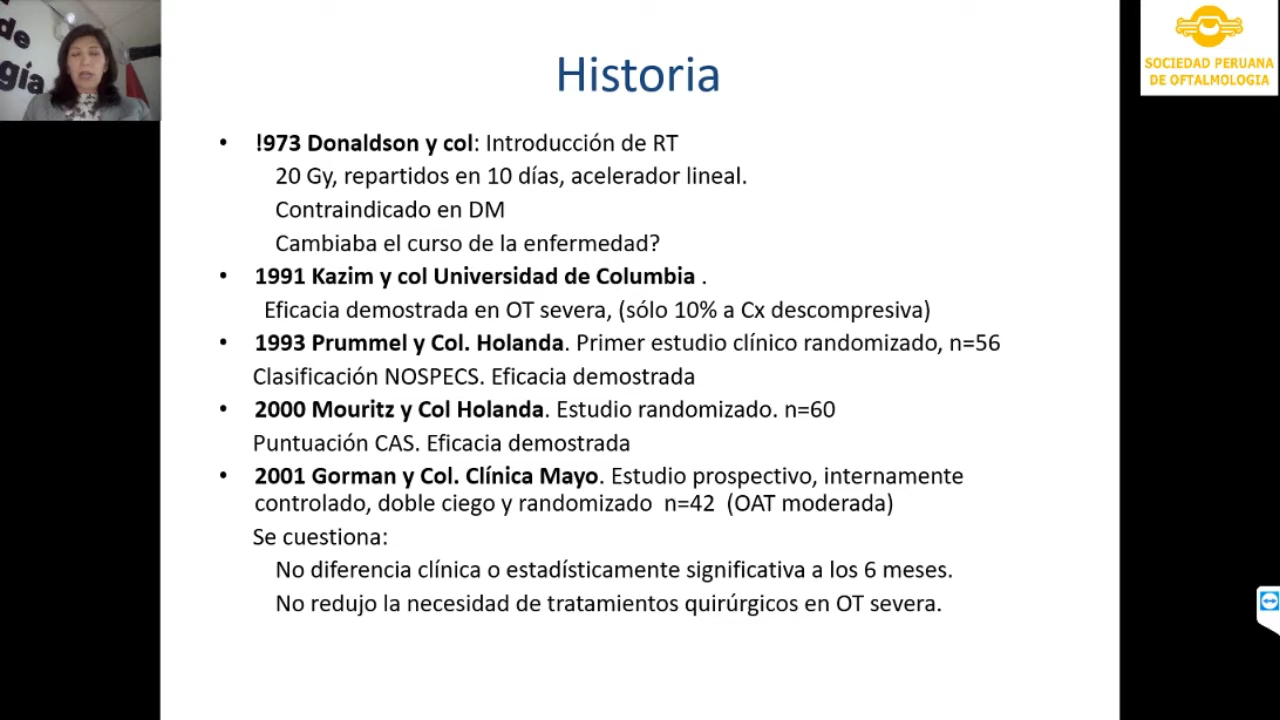 de
gía
SOCIEDAD PERUANA
DE OFTALMOLOGIA
Historia
• !973 Donaldson y col: Introducción de RT
20 Gy, repartidos en 10 días, acelerador lineal.
Contraindicado en DM
Cambiaba el curso de la enfermedad?
• 1991 Kazim y col Universidad de Columbia .
Eficacia demostrada en OT severa, (sólo 10% a Cx descompresiva)
• 1993 Prummel y Col. Holanda. Primer estudio clínico randomizado, n=56
Clasificación NOSPECS. Eficacia demostrada
• 2000 Mouritz y Col Holanda. Estudio randomizado. n=60
Puntuación CAS. Eficacia demostrada
• 2001 Gorman y Col. Clínica Mayo. Estudio prospectivo, internamente
controlado, doble ciego y randomizado  n=42  (OAT moderada)
Se cuestiona:
No diferencia clínica o estadísticamente significativa a los 6 meses.
No redujo la necesidad de tratamientos quirúrgicos en OT severa.